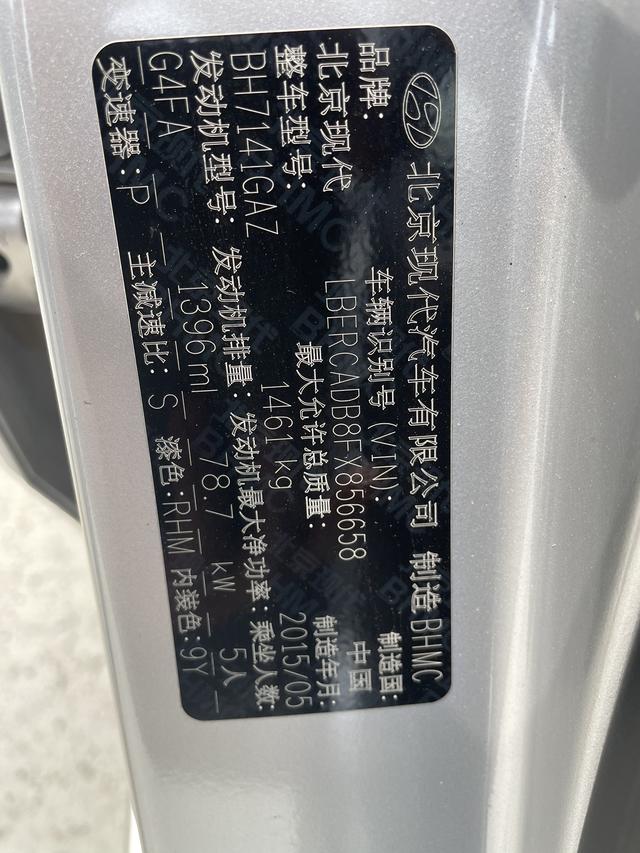 北京现代汽车有限公司 制造 BHMC
品牌: 车辆识别号(VIN): 制造国:
北京现代 LBERCADB8FX856658 中国
整车型号: 最大允许总质量: 制造年月:
BH7141GAZ 1461 kg 2015/05
发动机型号: 发动机排量: 发动机最大净功率: 乘坐人数:
G4FA 1396 ml 78.7 kW 5人
变速器: P 主减速比: S 漆色: RHM 内装色: 9Y